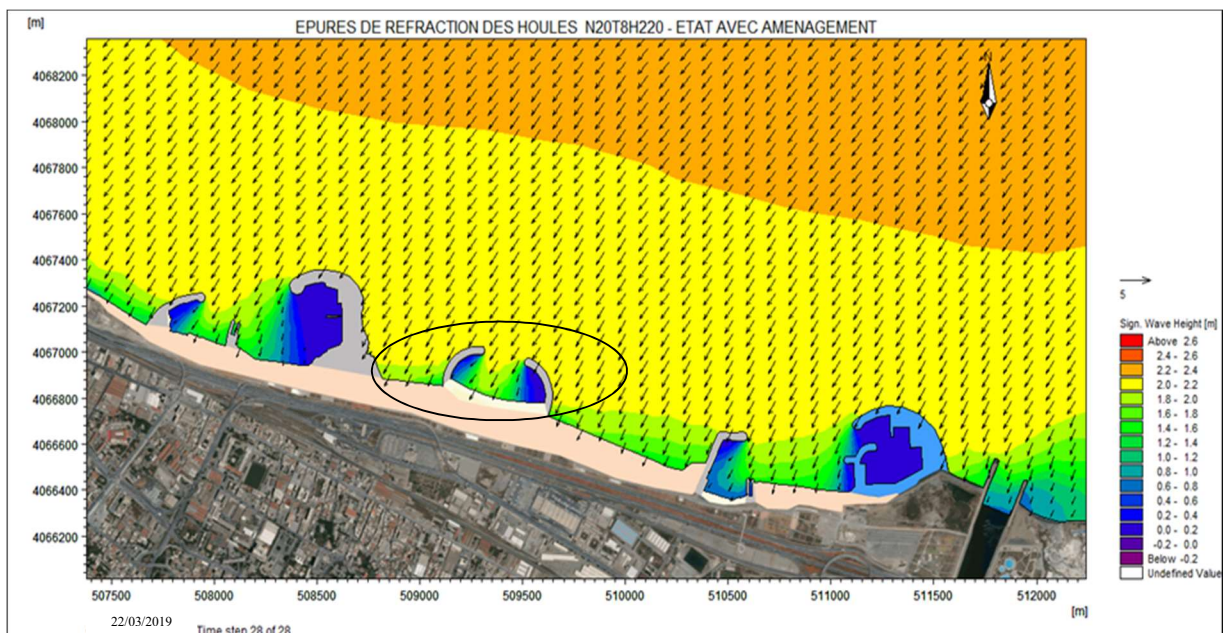 [m]
EPURES DE REFRACTION DES HOULES N20T8H220 - ETAT AVEC AMENAGEMENT
4068200
4068000
4067800
4067600
4067400
4067200
4067000
4066800
4066600
4066400
4066200
N
5
Sign. Wave Height [m]
Above 2.6
2.4 - 2.6
2.2 - 2.4
2.0 - 2.2
1.8 - 2.0
1.6 - 1.8
1.4 - 1.6
1.2 - 1.4
1.0 - 1.2
0.8 - 1.0
0.6 - 0.8
0.4 - 0.6
0.2 - 0.4
0.0 - 0.2
-0.2 - 0.0
Below -0.2
Undefined Value
507500 508000 508500 509000 509500 510000 510500 511000 511500 512000
[m]
22/03/2019
Time step 28 of 28